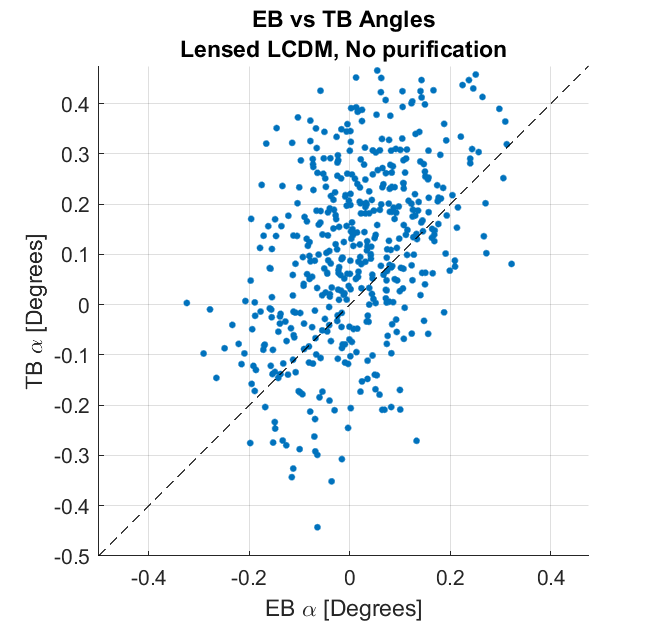 EB vs TB Angles
Lensed LCDM, No purification
TB α [Degrees]
0.4
0.3
0.2
0.1
0
-0.1
-0.2
-0.3
-0.4
-0.5
-0.4 -0.2 0 0.2 0.4
EB α [Degrees]